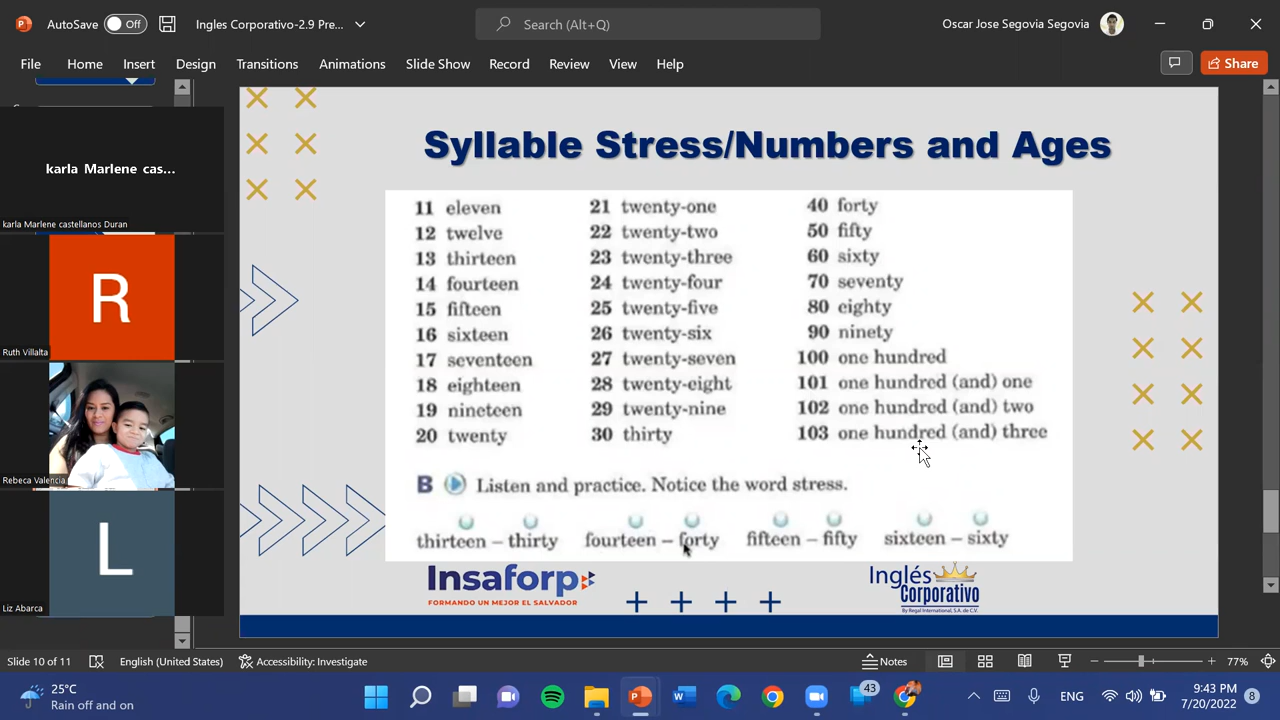 AutoSave Off Ingles Corporativo-2.9 Pre... Search (Alt+Q) Oscar Jose Segovia Segovia
File Home Insert Design Transitions Animations Slide Show Record Review View Help Share
karla Marlene cas...
karla Marlene castellanos Duran
R
Ruth Villalta
Rebeca Valencia
L
Liz Abarca
Syllable Stress/Numbers and Ages
11 eleven
12 twelve
13 thirteen
14 fourteen
15 fifteen
16 sixteen
17 seventeen
18 eighteen
19 nineteen
20 twenty
21 twenty-one
22 twenty-two
23 twenty-three
24 twenty-four
25 twenty-five
26 twenty-six
27 twenty-seven
28 twenty-eight
29 twenty-nine
30 thirty
40 forty
50 fifty
60 sixty
70 seventy
80 eighty
90 ninety
100 one hundred
101 one hundred (and) one
102 one hundred (and) two
103 one hundred (and) three
B Listen and practice. Notice the word stress.
thirteen – thirty fourteen – forty fifteen – fifty sixteen – sixty
Insaforp
FORMANDO UN MEJOR EL SALVADOR
Inglés
Corporativo
By Regal International, S.A. de C.V.
Slide 10 of 11 English (United States) Accessibility: Investigate Notes 77%
25°C
Rain off and on
43
ENG
9:43 PM
7/20/2022
8